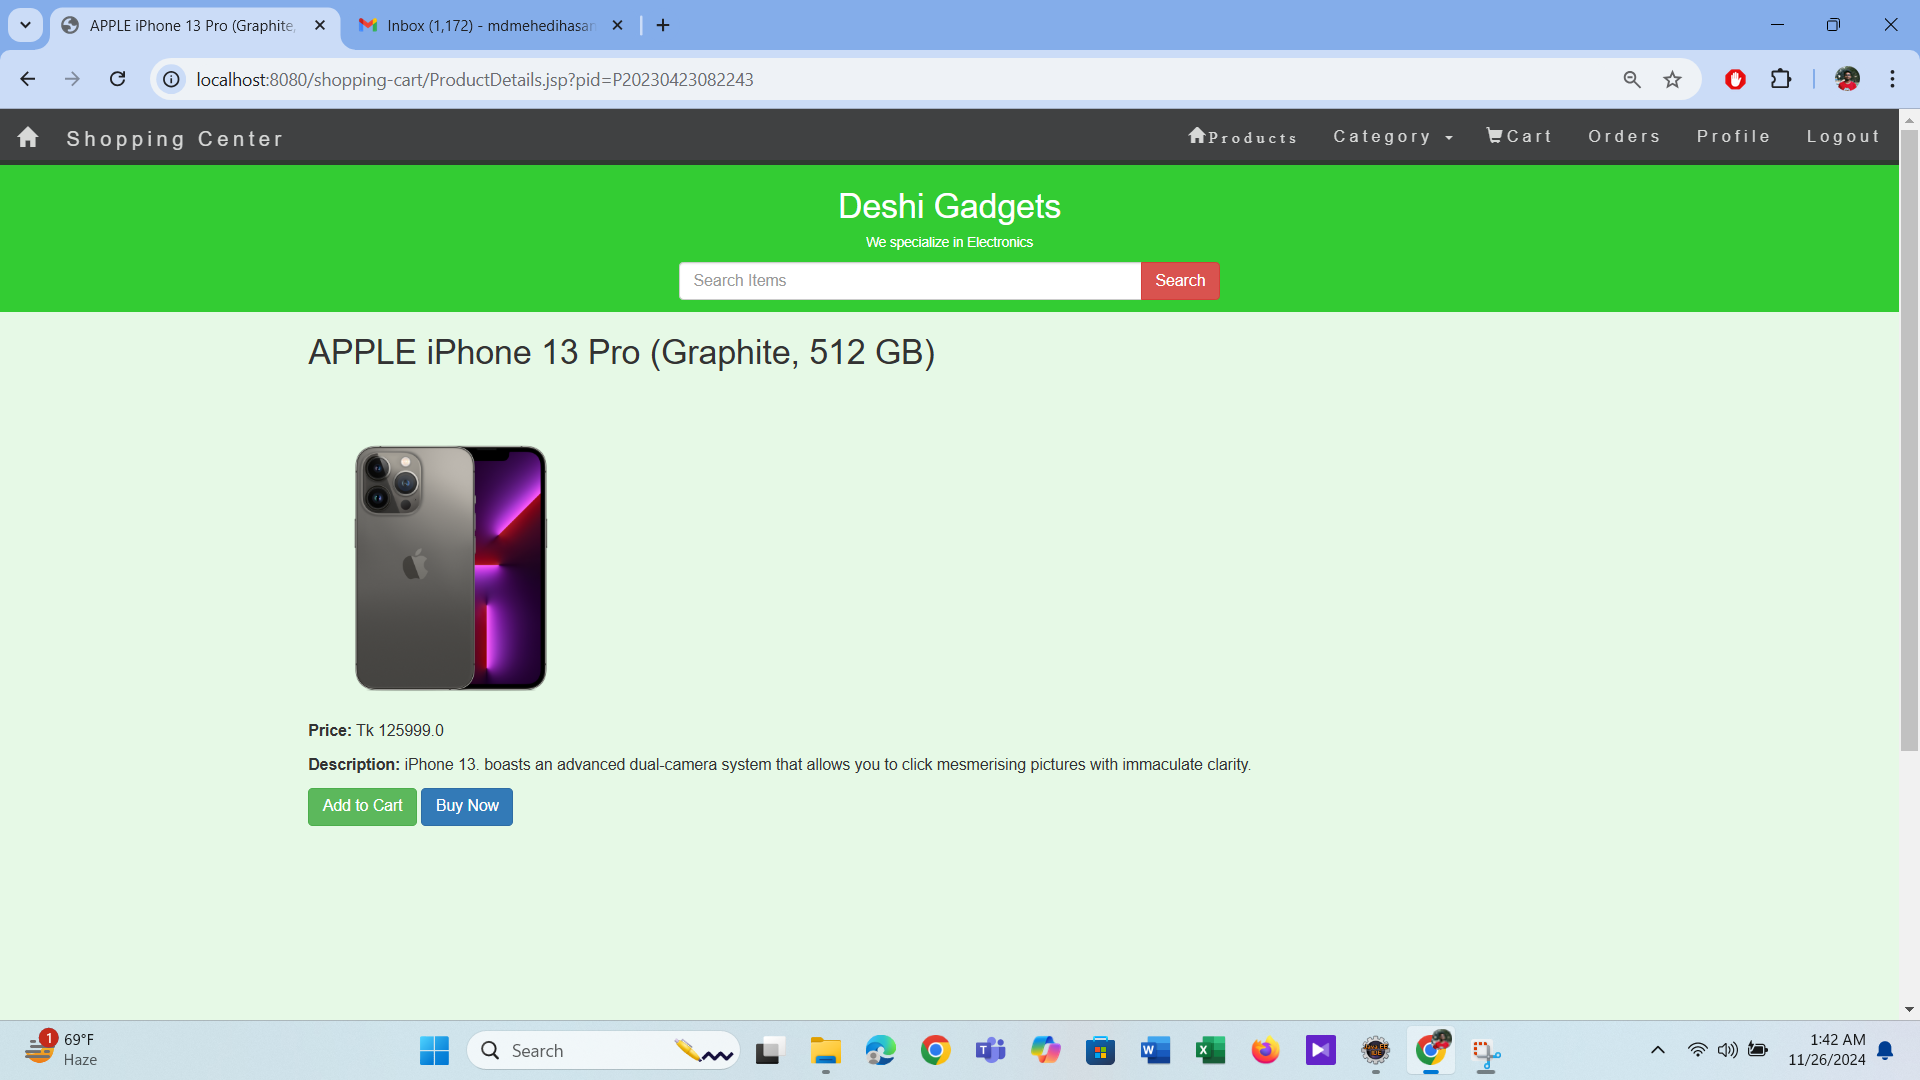 APPLE iPhone 13 Pro (Graphite,
Inbox (1,172) - mdmehedihasan
localhost:8080/shopping-cart/ProductDetails.jsp?pid=P20230423082243
Shopping Center
Products
Category
Cart
Orders
Profile
Logout
Deshi Gadgets
We specialize in Electronics
Search Items
Search
APPLE iPhone 13 Pro (Graphite, 512 GB)
Price: Tk 125999.0
Description: iPhone 13. boasts an advanced dual-camera system that allows you to click mesmerising pictures with immaculate clarity.
Add to Cart
Buy Now
1
69°F
Haze
Search
1:42 AM
11/26/2024